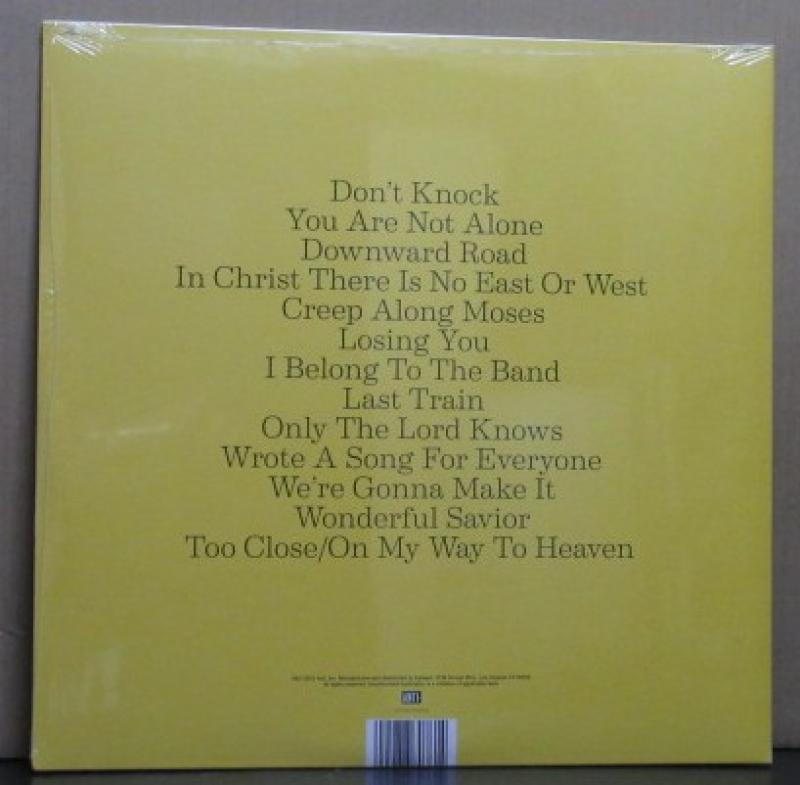 Don't Knock
You Are Not Alone
Downward Road
In Christ There Is No East Or West
Creep Along Moses
Losing You
I Belong To The Band
Last Train
Only The Lord Knows
Wrote A Song For Everyone
We're Gonna Make It
Wonderful Savior
Too Close/On My Way To Heaven
ANTI-